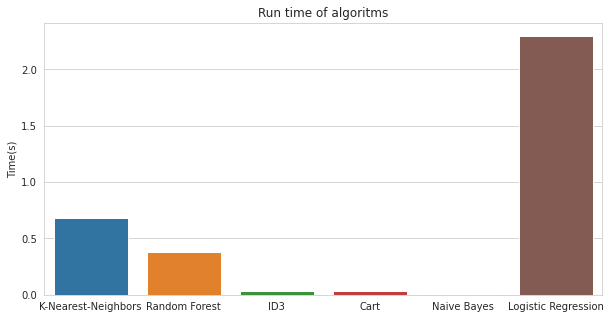 Run time of algoritms
Time(s)
2.0
1.5
1.0
0.5
0.0
K-Nearest-Neighbors Random Forest ID3 Cart Naive Bayes Logistic Regression